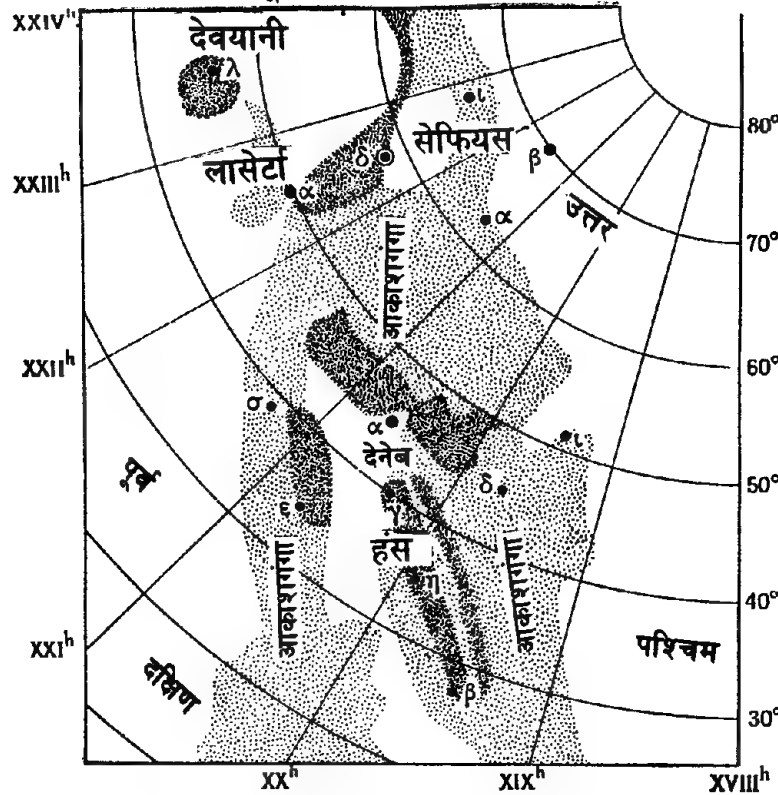 XXIVʰ
देवयानी
λ
ι
80°
लासेर्टा
δ
सेफियस
β
XXIIIʰ
α
α
उत्तर
70°
आकाशगंगा
60°
XXIIʰ
σ
α
ι
देनेब
50°
पूर्व
δ
ε
γ
हंस
आकाशगंगा
आकाशगंगा
η
40°
XXIʰ
पश्चिम
दक्षिण
β
30°
XXʰ
XIXʰ
XVIIIʰ